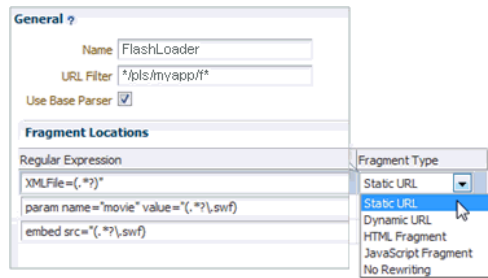 General ?
Name FlashLoader
URL Filter */pls/myapp/f*
Use Base Parser
Fragment Locations
Regular Expression Fragment Type
XMLFile=(.*?)" Static URL
param name="movie" value="(.*?\.swf) Static URL
Dynamic URL
embed src="(.*?\.swf) HTML Fragment
JavaScript Fragment
No Rewriting